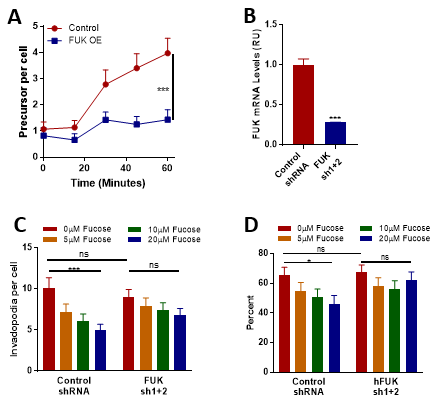 A
Control
FUK OE
Precursor per cell
5
4
3
2
1
0
***
0
20
40
60
Time (Minutes)
B
FUK mRNA Levels (RU)
1.5
1.0
0.5
0.0
***
Control
shRNA
FUK
sh1+2
C
0µM Fucose
10µM Fucose
5µM Fucose
20µM Fucose
Invadopodia per cell
15
10
5
0
ns
***
ns
Control
shRNA
FUK
sh1+2
D
0µM Fucose
10µM Fucose
5µM Fucose
20µM Fucose
Percent
80
60
40
20
0
ns
*
ns
Control
shRNA
hFUK
sh1+2